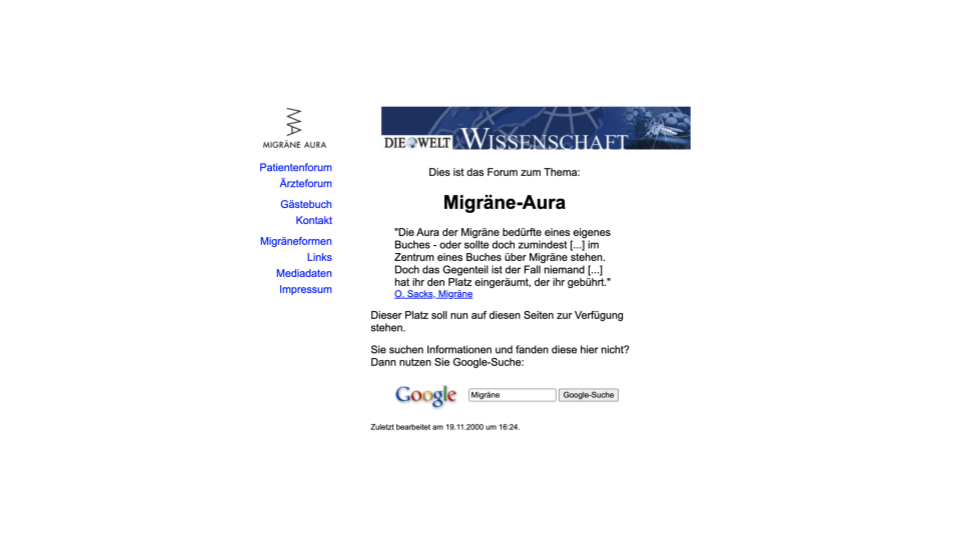 MIGRÄNE AURA
Patientenforum
Ärzteforum
Gästebuch
Kontakt
Migräneformen
Links
Mediadaten
Impressum
DIE WELT WISSENSCHAFT
Dies ist das Forum zum Thema:
Migräne-Aura
"Die Aura der Migräne bedürfte eines eigenes
Buches - oder sollte doch zumindest [...] im
Zentrum eines Buches über Migräne stehen.
Doch das Gegenteil ist der Fall niemand [...]
hat ihr den Platz eingeräumt, der ihr gebührt."
O. Sacks, Migräne
Dieser Platz soll nun auf diesen Seiten zur Verfügung
stehen.
Sie suchen Informationen und fanden diese hier nicht?
Dann nutzen Sie Google-Suche:
Google Migräne Google-Suche
Zuletzt bearbeitet am 19.11.2000 um 16:24.